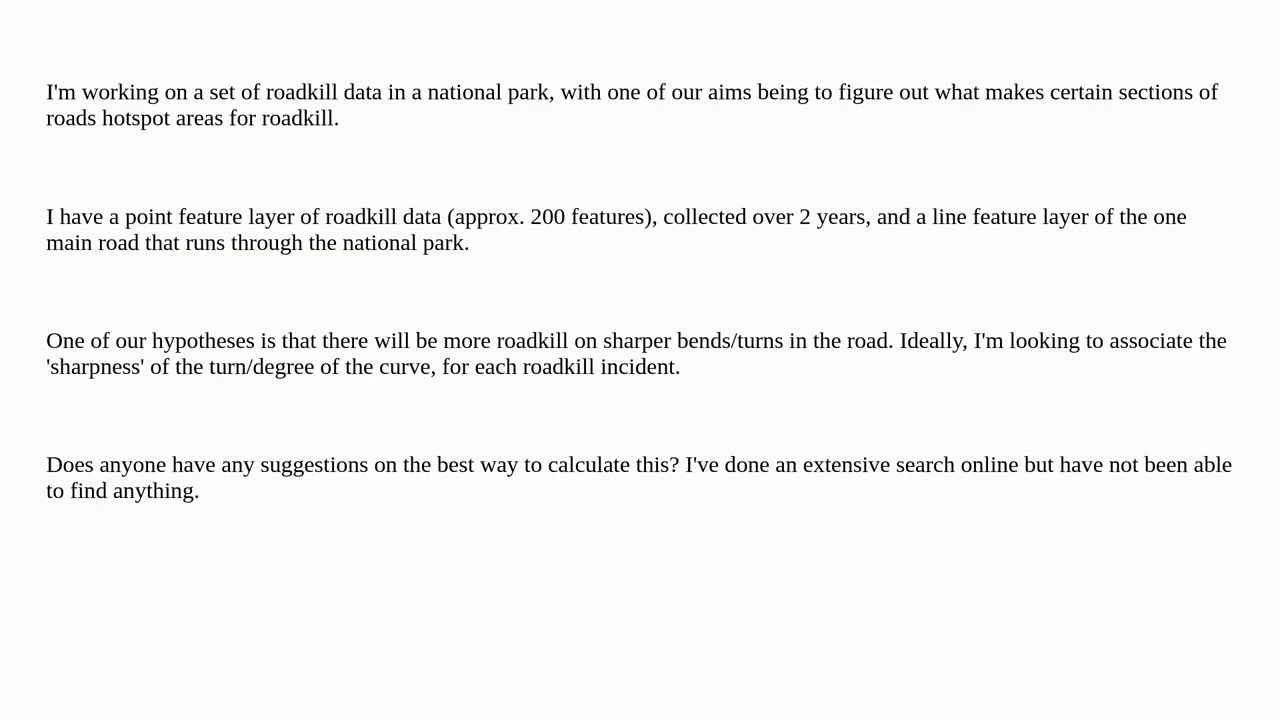 I'm working on a set of roadkill data in a national park, with one of our aims being to figure out what makes certain sections of
roads hotspot areas for roadkill.
I have a point feature layer of roadkill data (approx. 200 features), collected over 2 years, and a line feature layer of the one
main road that runs through the national park.
One of our hypotheses is that there will be more roadkill on sharper bends/turns in the road. Ideally, I'm looking to associate the
'sharpness' of the turn/degree of the curve, for each roadkill incident.
Does anyone have any suggestions on the best way to calculate this? I've done an extensive search online but have not been able
to find anything.